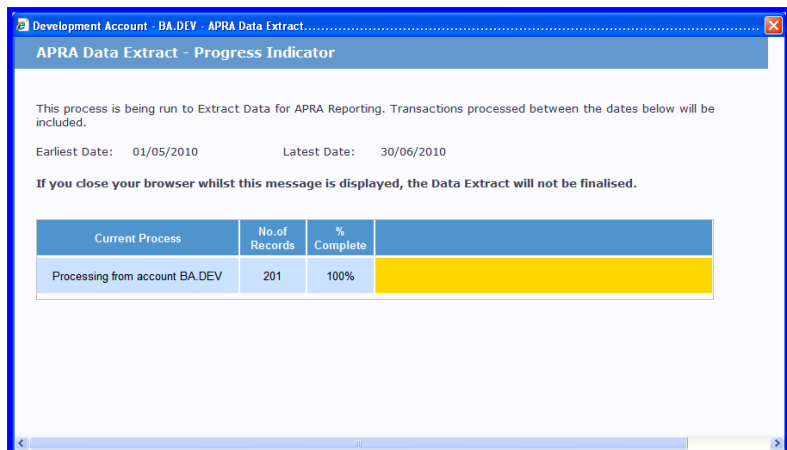 Development Account - BA.DEV - APRA Data Extract................................................................................................................
APRA Data Extract - Progress Indicator
This process is being run to Extract Data for APRA Reporting. Transactions processed between the dates below will be
included.
Earliest Date: 01/05/2010 Latest Date: 30/06/2010
If you close your browser whilst this message is displayed, the Data Extract will not be finalised.
Current Process No.of Records % Complete
Processing from account BA.DEV 201 100%